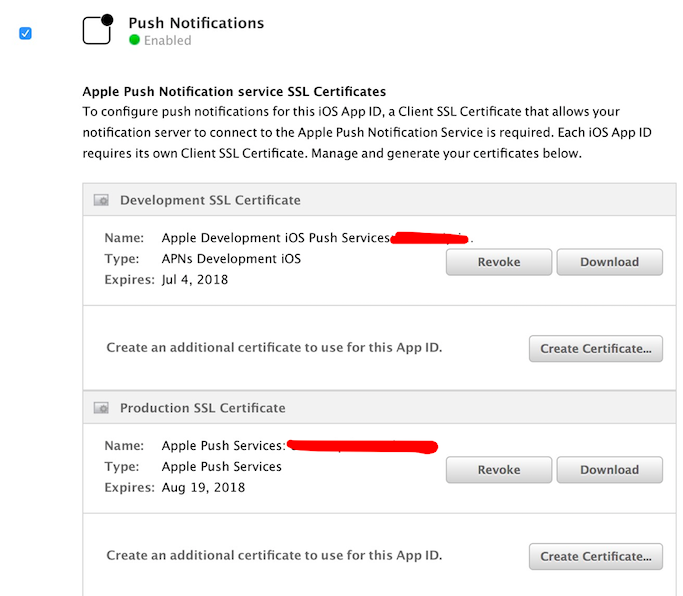 Push Notifications
Enabled
Apple Push Notification service SSL Certificates
To configure push notifications for this iOS App ID, a Client SSL Certificate that allows your
notification server to connect to the Apple Push Notification Service is required. Each iOS App ID
requires its own Client SSL Certificate. Manage and generate your certificates below.
Development SSL Certificate
Name: Apple Development iOS Push Services:
Type: APNs Development iOS
Expires: Jul 4, 2018
Revoke Download
Create an additional certificate to use for this App ID. Create Certificate...
Production SSL Certificate
Name: Apple Push Services:
Type: Apple Push Services
Expires: Aug 19, 2018
Revoke Download
Create an additional certificate to use for this App ID. Create Certificate...